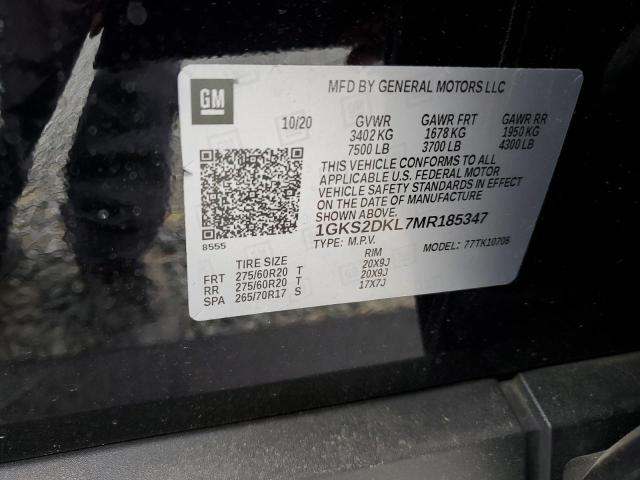 GM
MFD BY GENERAL MOTORS LLC
10/20 GVWR GAWR FRT GAWR RR
3402 KG 1678 KG 1950 KG
7500 LB 3700 LB 4300 LB
THIS VEHICLE CONFORMS TO ALL
APPLICABLE U.S. FEDERAL MOTOR
VEHICLE SAFETY STANDARDS IN EFFECT
ON THE DATE OF MANUFACTURE
SHOWN ABOVE.
1GKS2DKL7MR185347
8555
TYPE: M.P.V. MODEL: 77TK10706
TIRE SIZE RIM
FRT 275/60R20 T 20X9J
RR 275/60R20 T 20X9J
SPA 265/70R17 S 17X7J